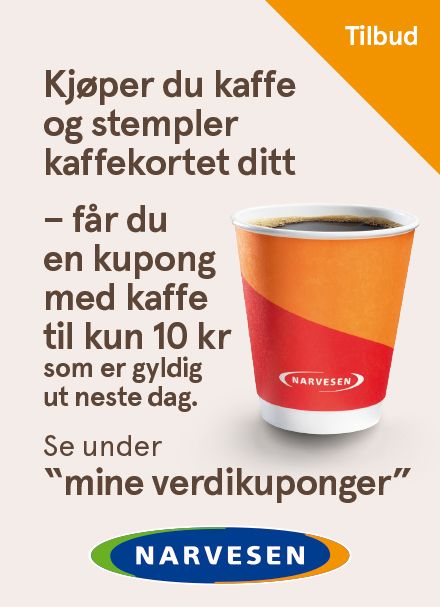 Tilbud
Kjøper du kaffe
og stempler
kaffekortet ditt
– får du
en kupong
med kaffe
til kun 10 kr
som er gyldig
ut neste dag.
NARVESEN
Se under
“mine verdikuponger”
NARVESEN